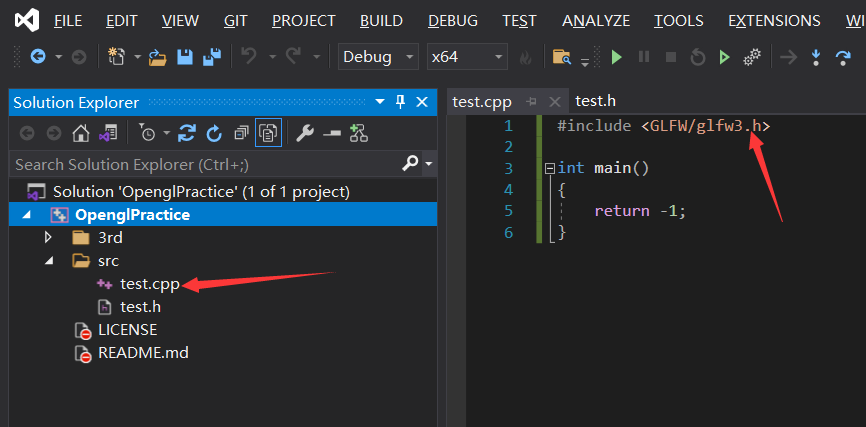 FILE EDIT VIEW GIT PROJECT BUILD DEBUG TEST ANALYZE TOOLS EXTENSIONS WINDOW
Debug x64
Solution Explorer
Search Solution Explorer (Ctrl+;)
Solution 'OpenglPractice' (1 of 1 project)
OpenglPractice
3rd
src
test.cpp
test.h
LICENSE
README.md
test.cpp test.h
1 #include <GLFW/glfw3.h>
2
3 int main()
4 {
5 return -1;
6 }